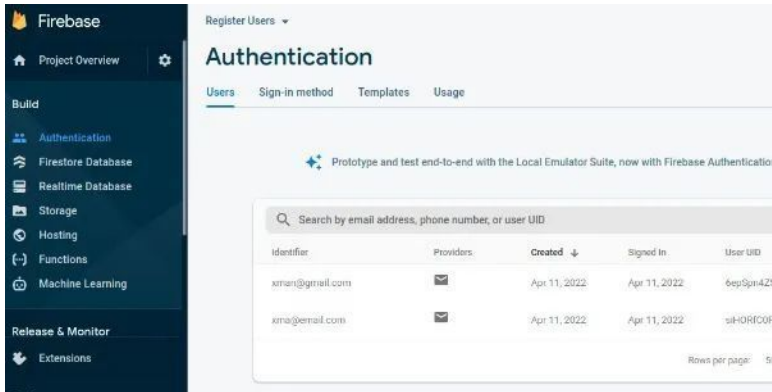 Firebase
Project Overview
Build
Authentication
Firestore Database
Realtime Database
Storage
Hosting
Functions
Machine Learning
Release & Monitor
Extensions
Register Users
Authentication
Users Sign-in method Templates Usage
Prototype and test end-to-end with the Local Emulator Suite, now with Firebase Authentication
Search by email address, phone number, or user UID
Identifier Providers Created Signed In User UID
xman@gmail.com Apr 11, 2022 Apr 11, 2022
xma@email.com Apr 11, 2022 Apr 11, 2022
Rows per page: